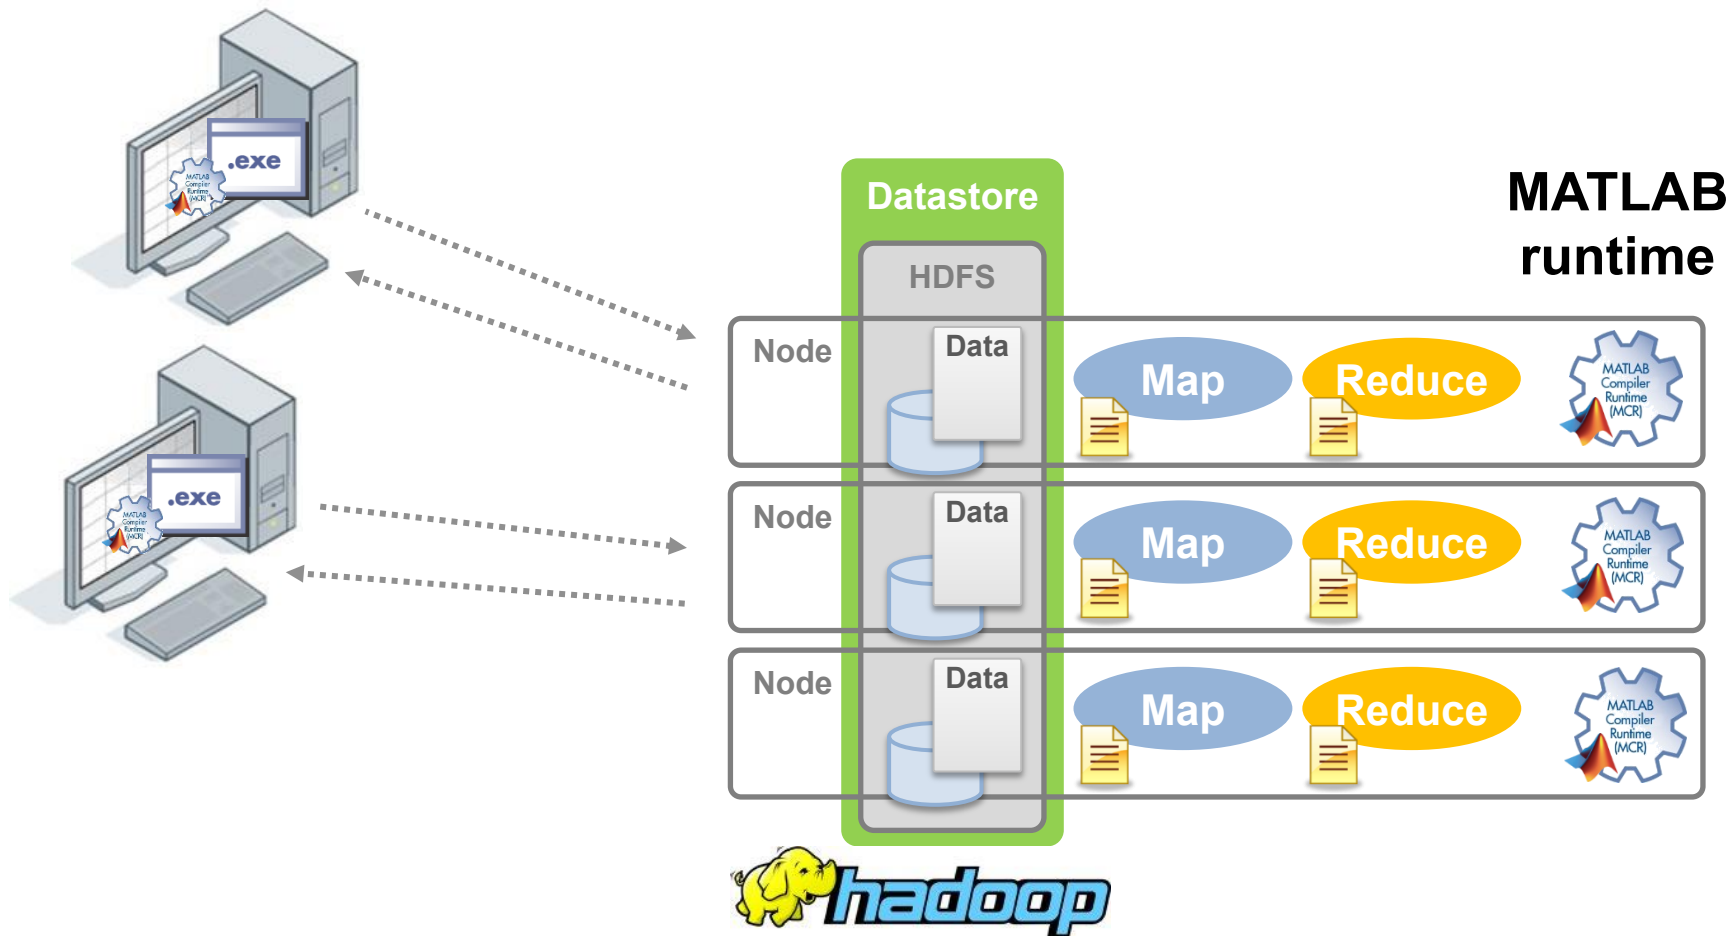 .exe
MATLAB
Compiler
Runtime
(MCR)
.exe
MATLAB
Compiler
Runtime
(MCR)
Datastore
HDFS
MATLAB
runtime
Node
Data
Map
Reduce
MATLAB
Compiler
Runtime
(MCR)
Node
Data
Map
Reduce
MATLAB
Compiler
Runtime
(MCR)
Node
Data
Map
Reduce
MATLAB
Compiler
Runtime
(MCR)
hadoop